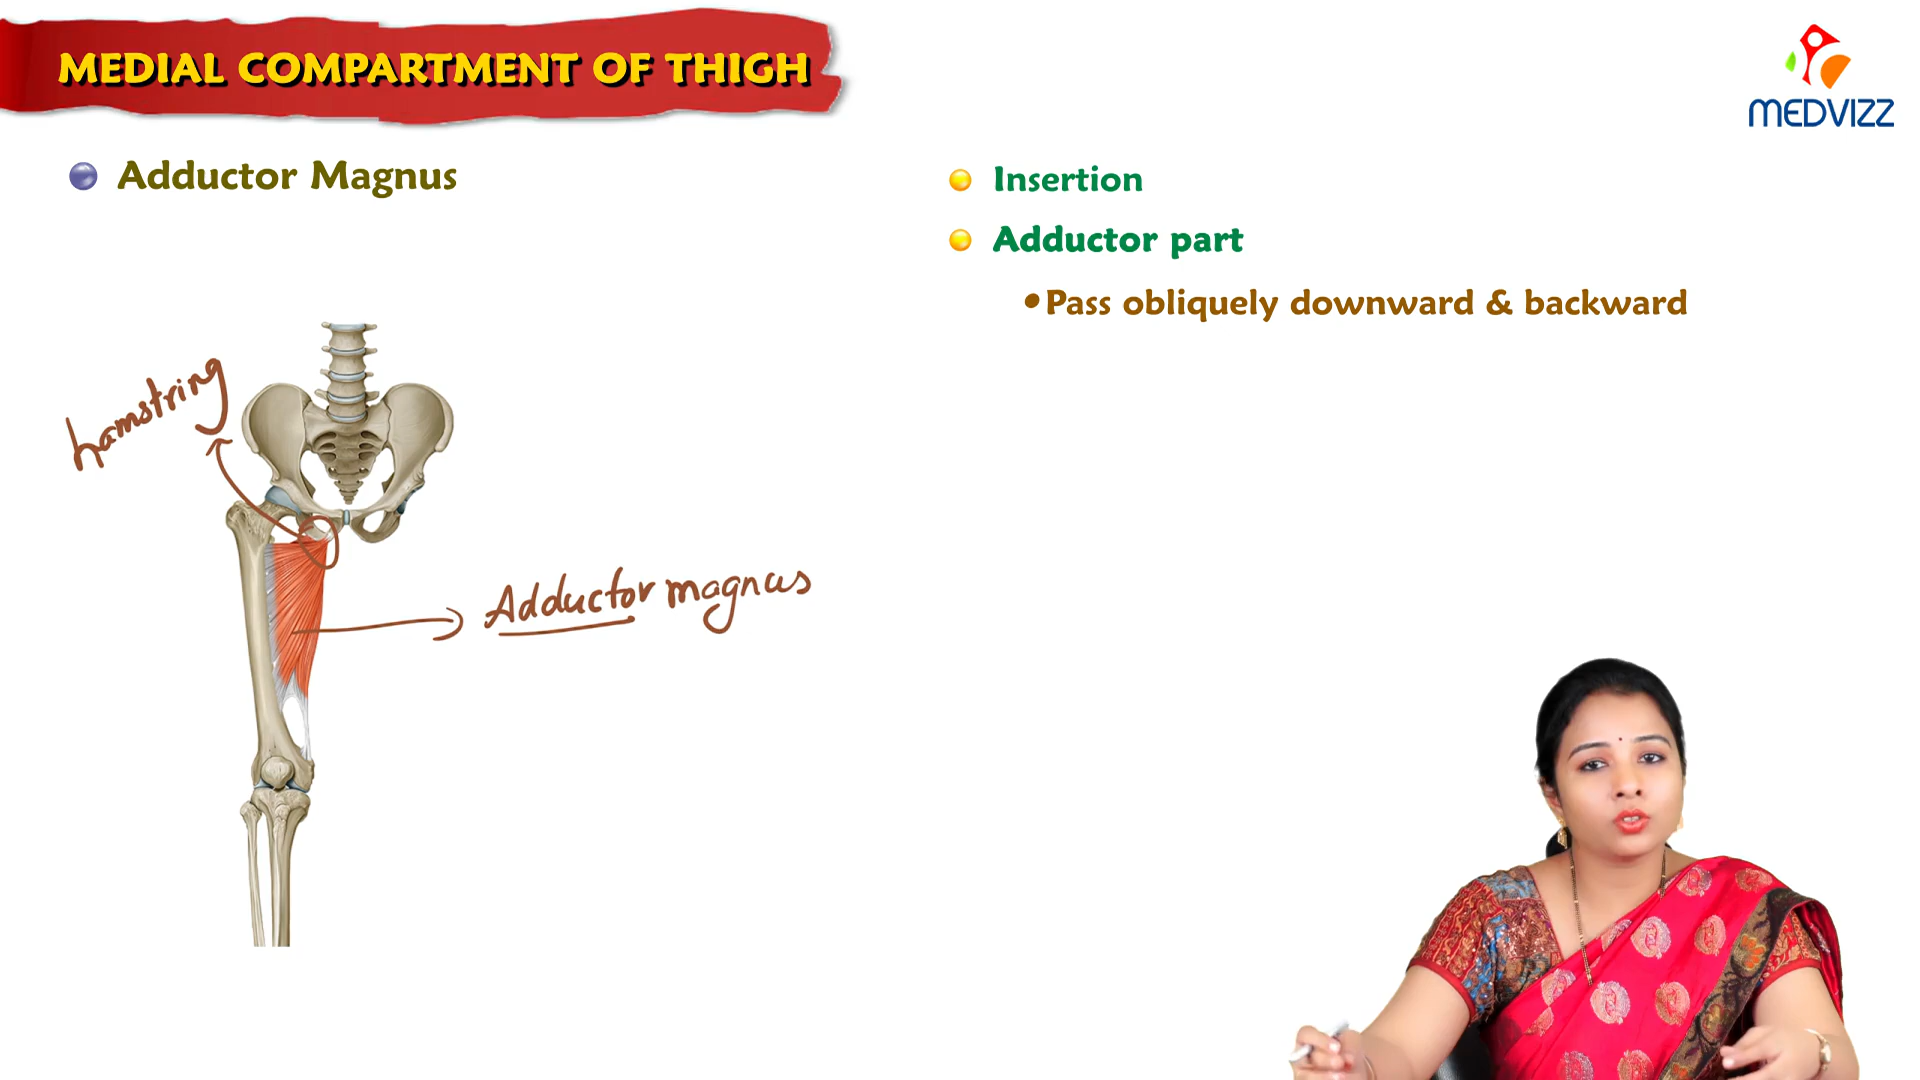 MEDIAL COMPARTMENT OF THIGH
MEDVIZZ
Adductor Magnus
Insertion
Adductor part
•Pass obliquely downward & backward
hamstring
Adductor magnus